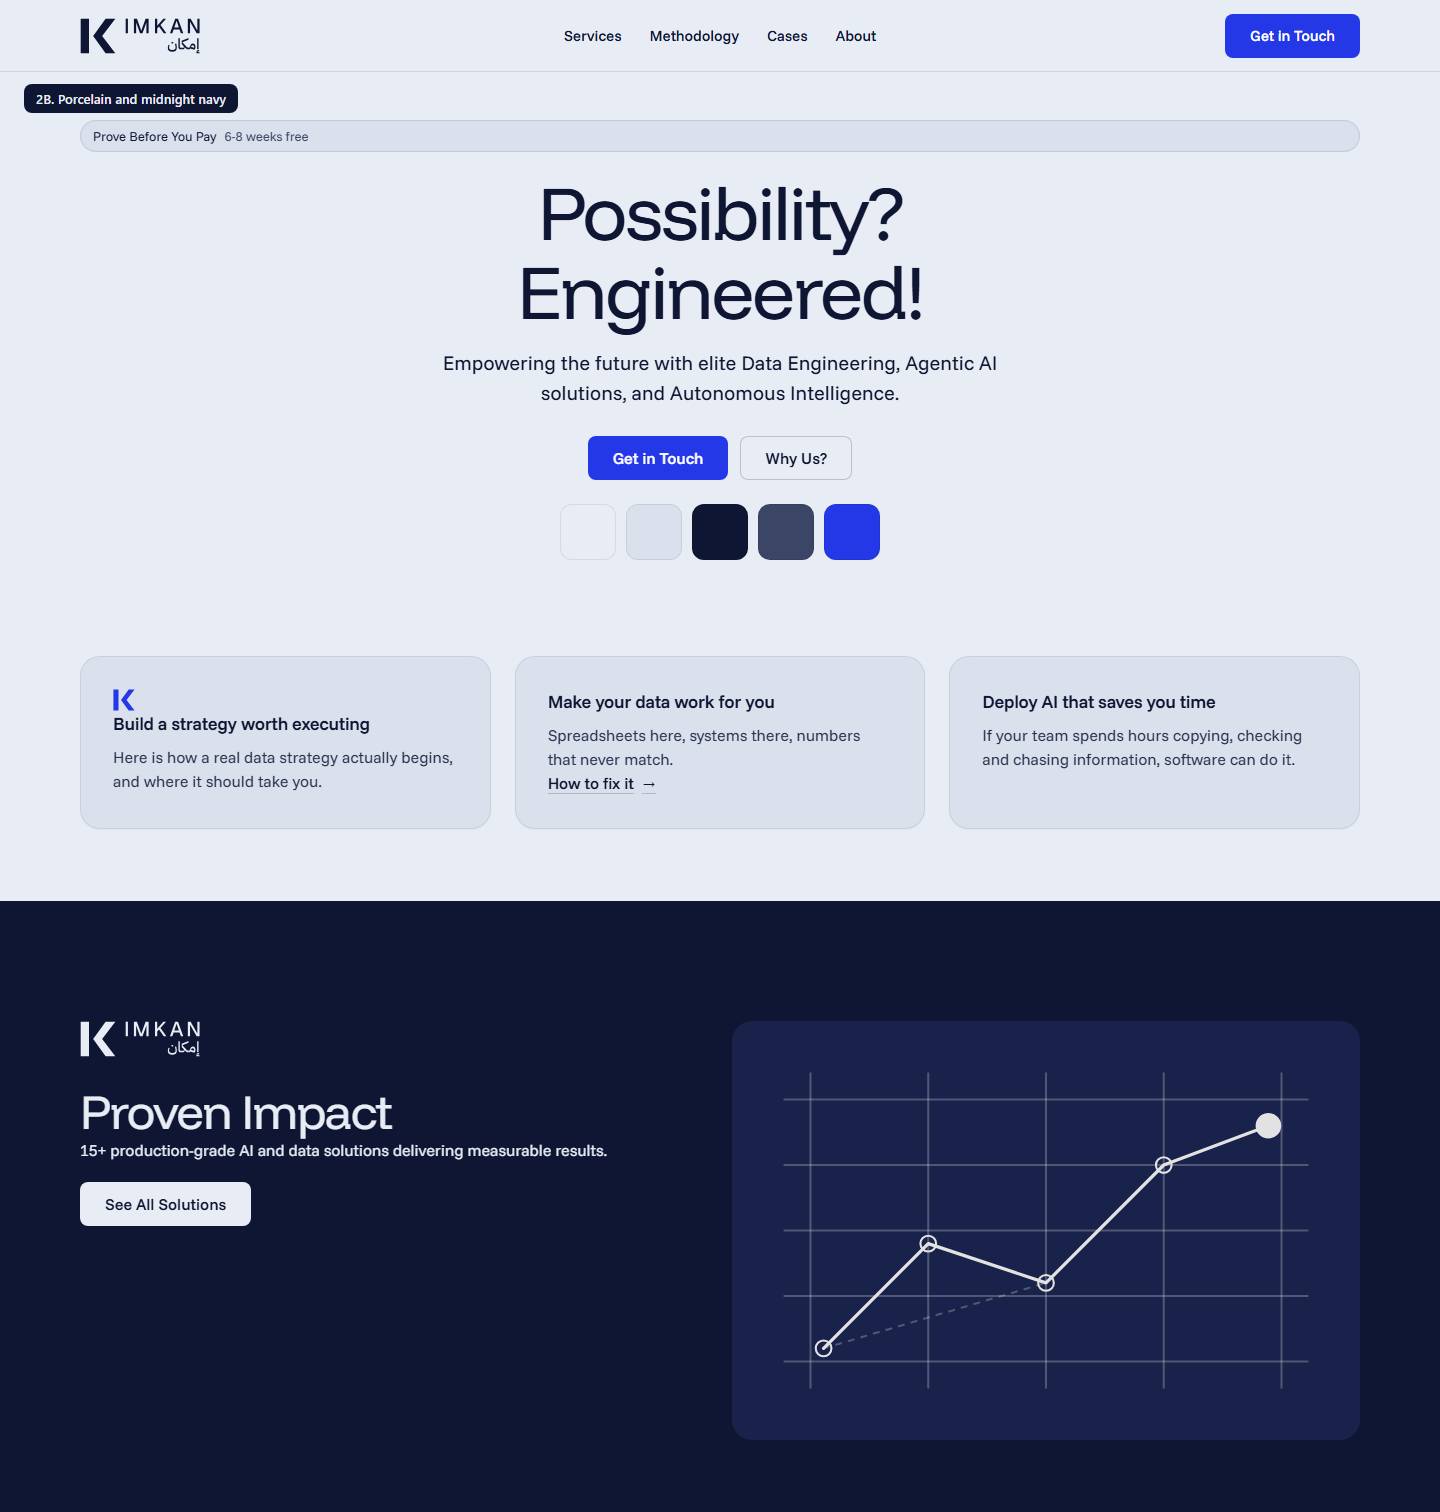 IMKAN
إمكان
Services
Methodology
Cases
About
Get in Touch
2B. Porcelain and midnight navy
Prove Before You Pay 6-8 weeks free
Possibility?
Engineered!
Empowering the future with elite Data Engineering, Agentic AI
solutions, and Autonomous Intelligence.
Get in Touch
Why Us?
Build a strategy worth executing
Here is how a real data strategy actually begins,
and where it should take you.
Make your data work for you
Spreadsheets here, systems there, numbers
that never match.
How to fix it →
Deploy AI that saves you time
If your team spends hours copying, checking
and chasing information, software can do it.
IMKAN
إمكان
Proven Impact
15+ production-grade AI and data solutions delivering measurable results.
See All Solutions